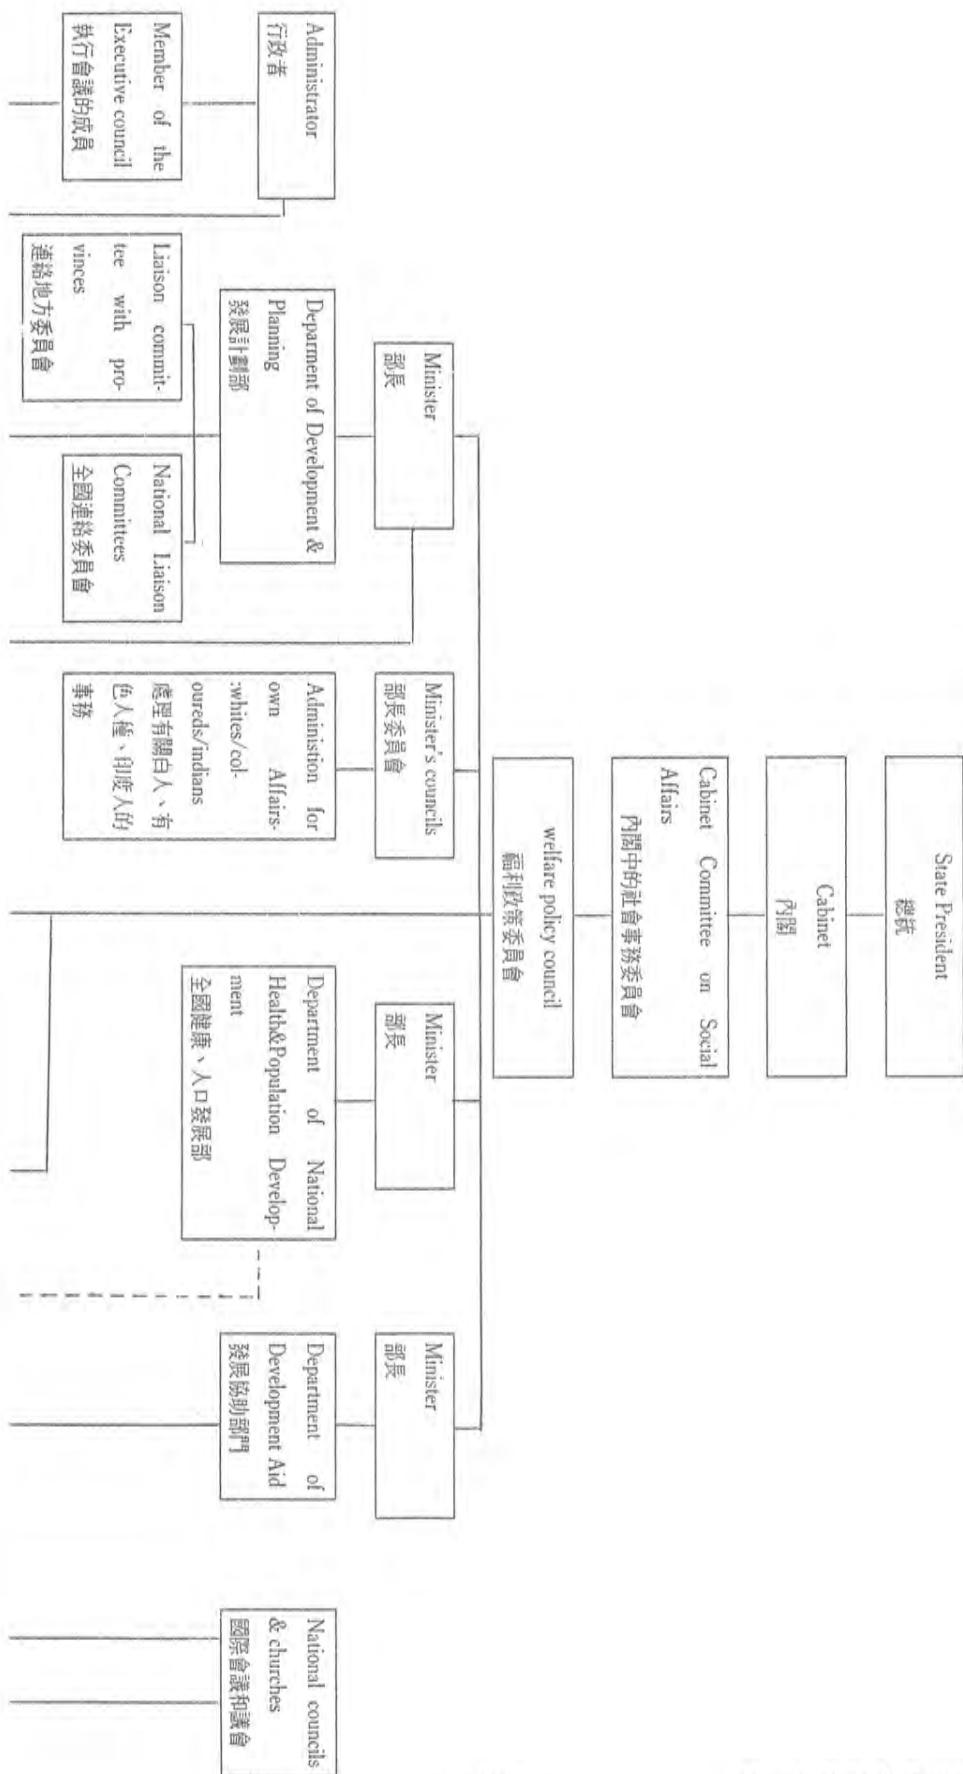 State President
總統
Cabinet
內閣
Cabinet Committee on Social
Affairs
內閣中的社會事務委員會
welfare policy council
福利政策委員會
Minister
部長
Minister's councils
部長委員會
Minister
部長
Minister
部長
Administrator
行政者
Deparment of Development &
Planning
發展計劃部
Administion for
own Affairs-
:whites/col-
oureds/indians
處理有關白人、有
色人種、印度人的
事務
Department of National
Health&Population Develop-
ment
全國健康、人口發展部
Department of
Development Aid
發展協助部門
National councils
& churches
國際會議和議會
Member of the
Executive council
執行會議的成員
Liaison commit-
tee with pro-
vinces
連絡地方委員會
National Liaison
Committees
全國連絡委員會